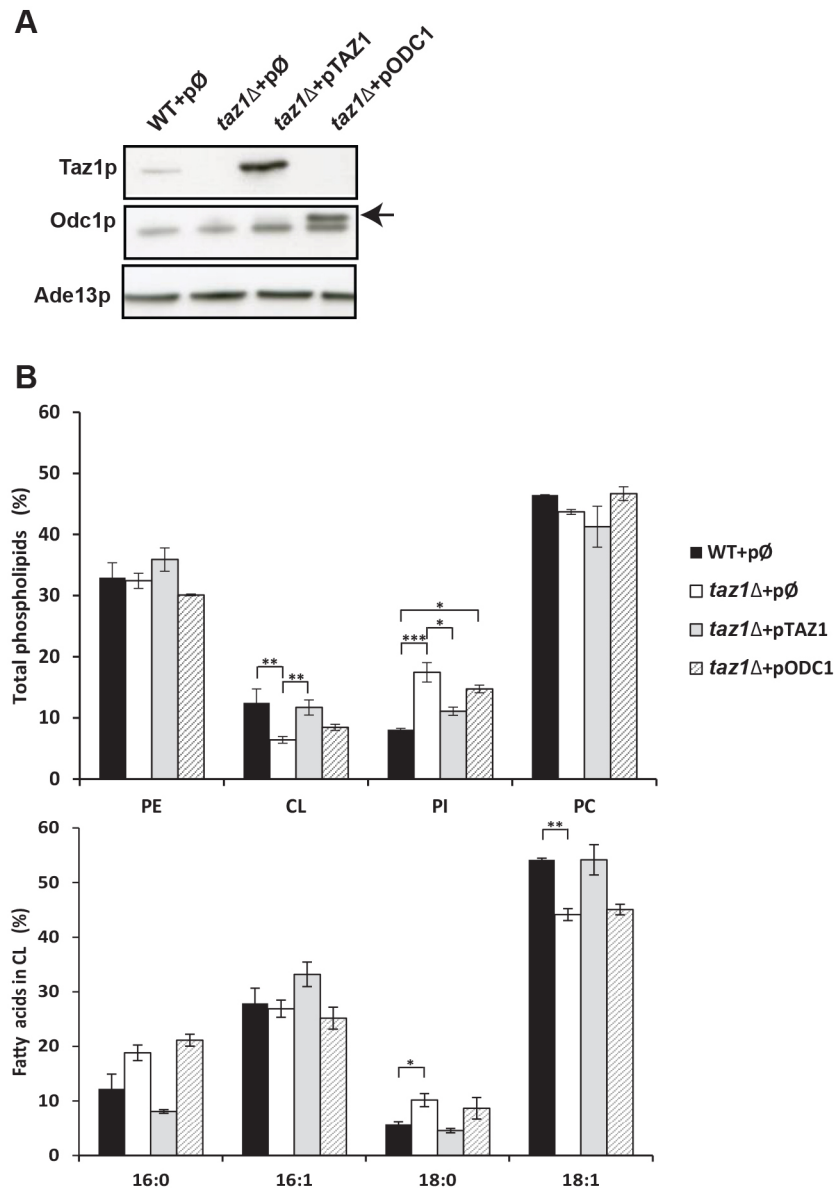 A
WT+pØ
taz1Δ+pØ
taz1Δ+pTAZ1
taz1Δ+pODC1
Taz1p
Odc1p
Ade13p
B
Total phospholipids (%)
60
50
40
30
20
10
0
** **
*** * *
PE CL PI PC
WT+pØ
taz1Δ+pØ
taz1Δ+pTAZ1
taz1Δ+pODC1
Fatty acids in CL (%)
60
50
40
30
20
10
0
*
**
16:0 16:1 18:0 18:1